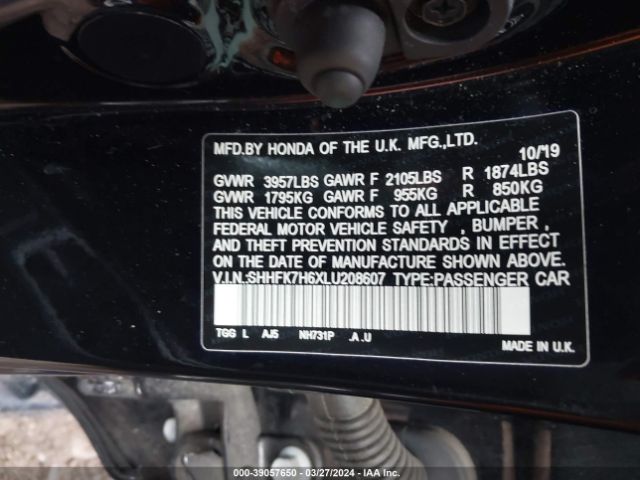 MFD.BY HONDA OF THE U.K. MFG.,LTD.
10/19
GVWR 3957LBS GAWR F 2105LBS R 1874LBS
GVWR 1795KG GAWR F 955KG R 850KG
THIS VEHICLE CONFORMS TO ALL APPLICABLE
FEDERAL MOTOR VEHICLE SAFETY , BUMPER ,
AND THEFT PREVENTION STANDARDS IN EFFECT
ON THE DATE OF MANUFACTURE SHOWN ABOVE.
V.I.N.:SHHFK7H6XLU208607 TYPE:PASSENGER CAR
TGG L AJ5 NH731P .A .U
MADE IN U.K.
000-39057650 | 03/27/2024 | IAA Inc.